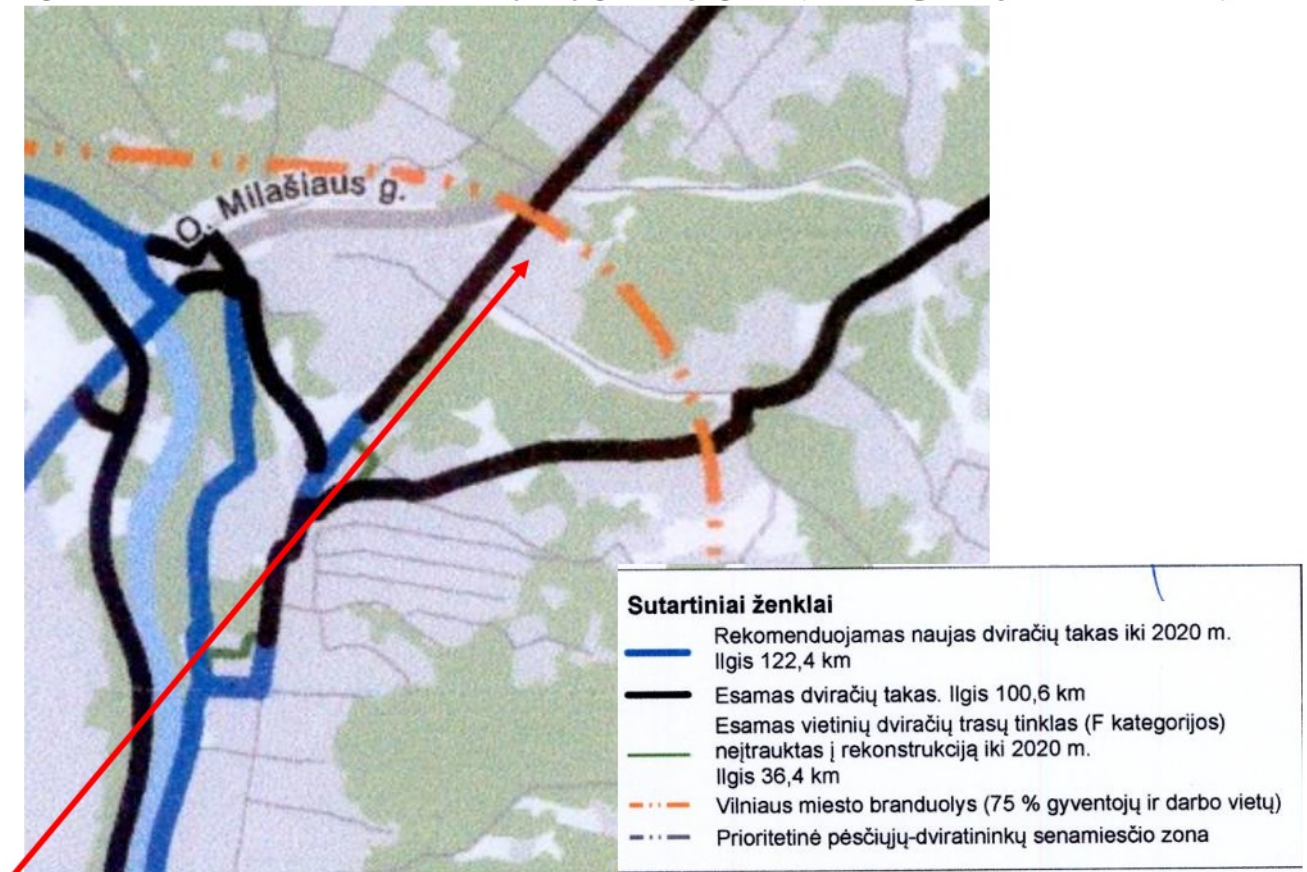 O. Milašiaus g.
Sutartiniai ženklai
Rekomenduojamas naujas dviračių takas iki 2020 m.
Ilgis 122,4 km
Esamas dviračių takas. Ilgis 100,6 km
Esamas vietinių dviračių trasų tinklas (F kategorijos)
neįtrauktas į rekonstrukciją iki 2020 m.
Ilgis 36,4 km
Vilniaus miesto branduolys (75 % gyventojų ir darbo vietų)
Prioritetinė pėsčiųjų-dviratininkų senamiesčio zona